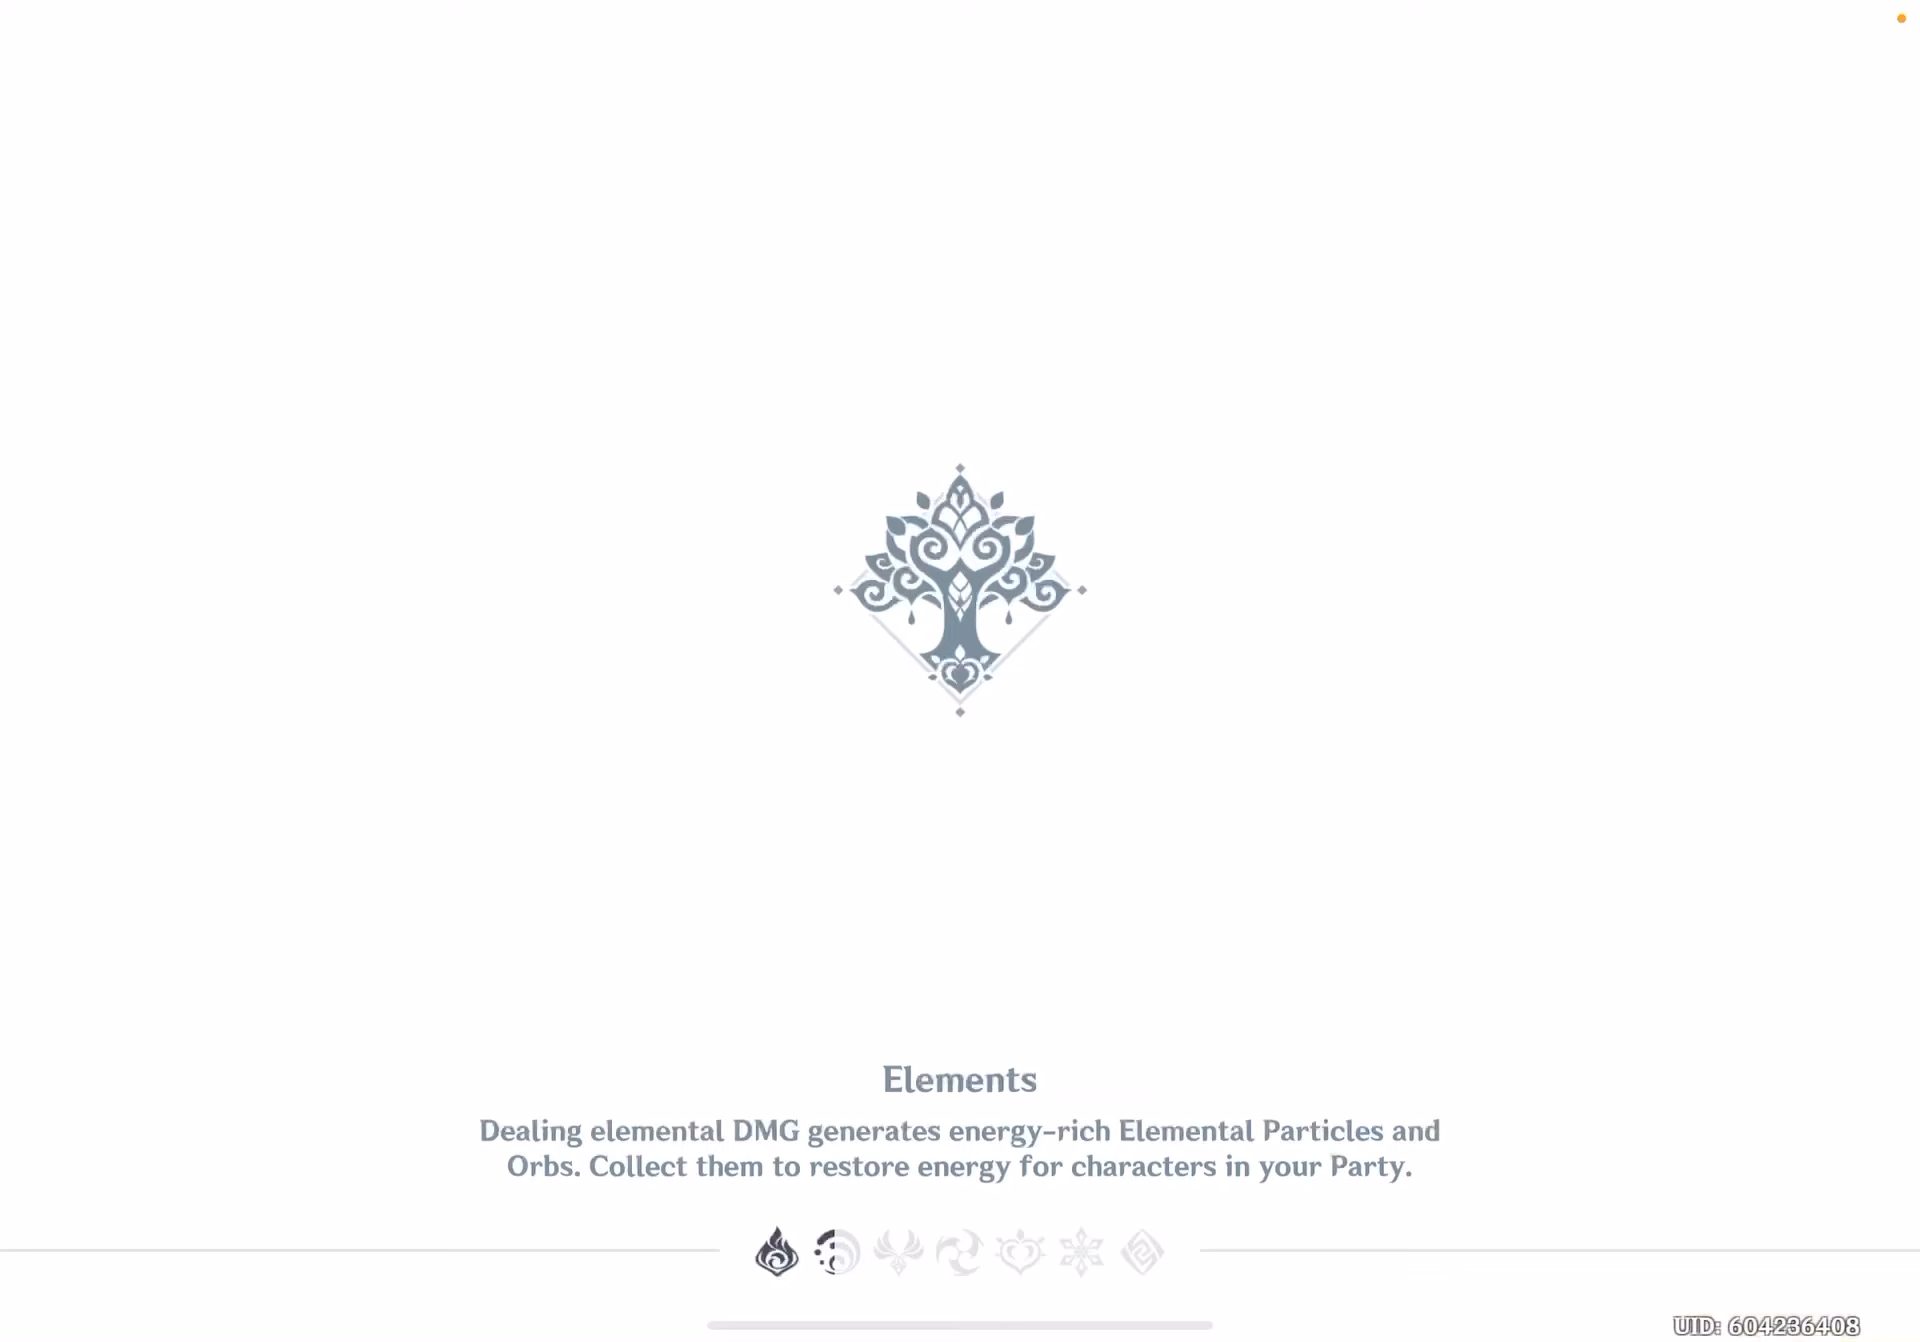 Elements
Dealing elemental DMG generates energy-rich Elemental Particles and
Orbs. Collect them to restore energy for characters in your Party.
UID: 604236408